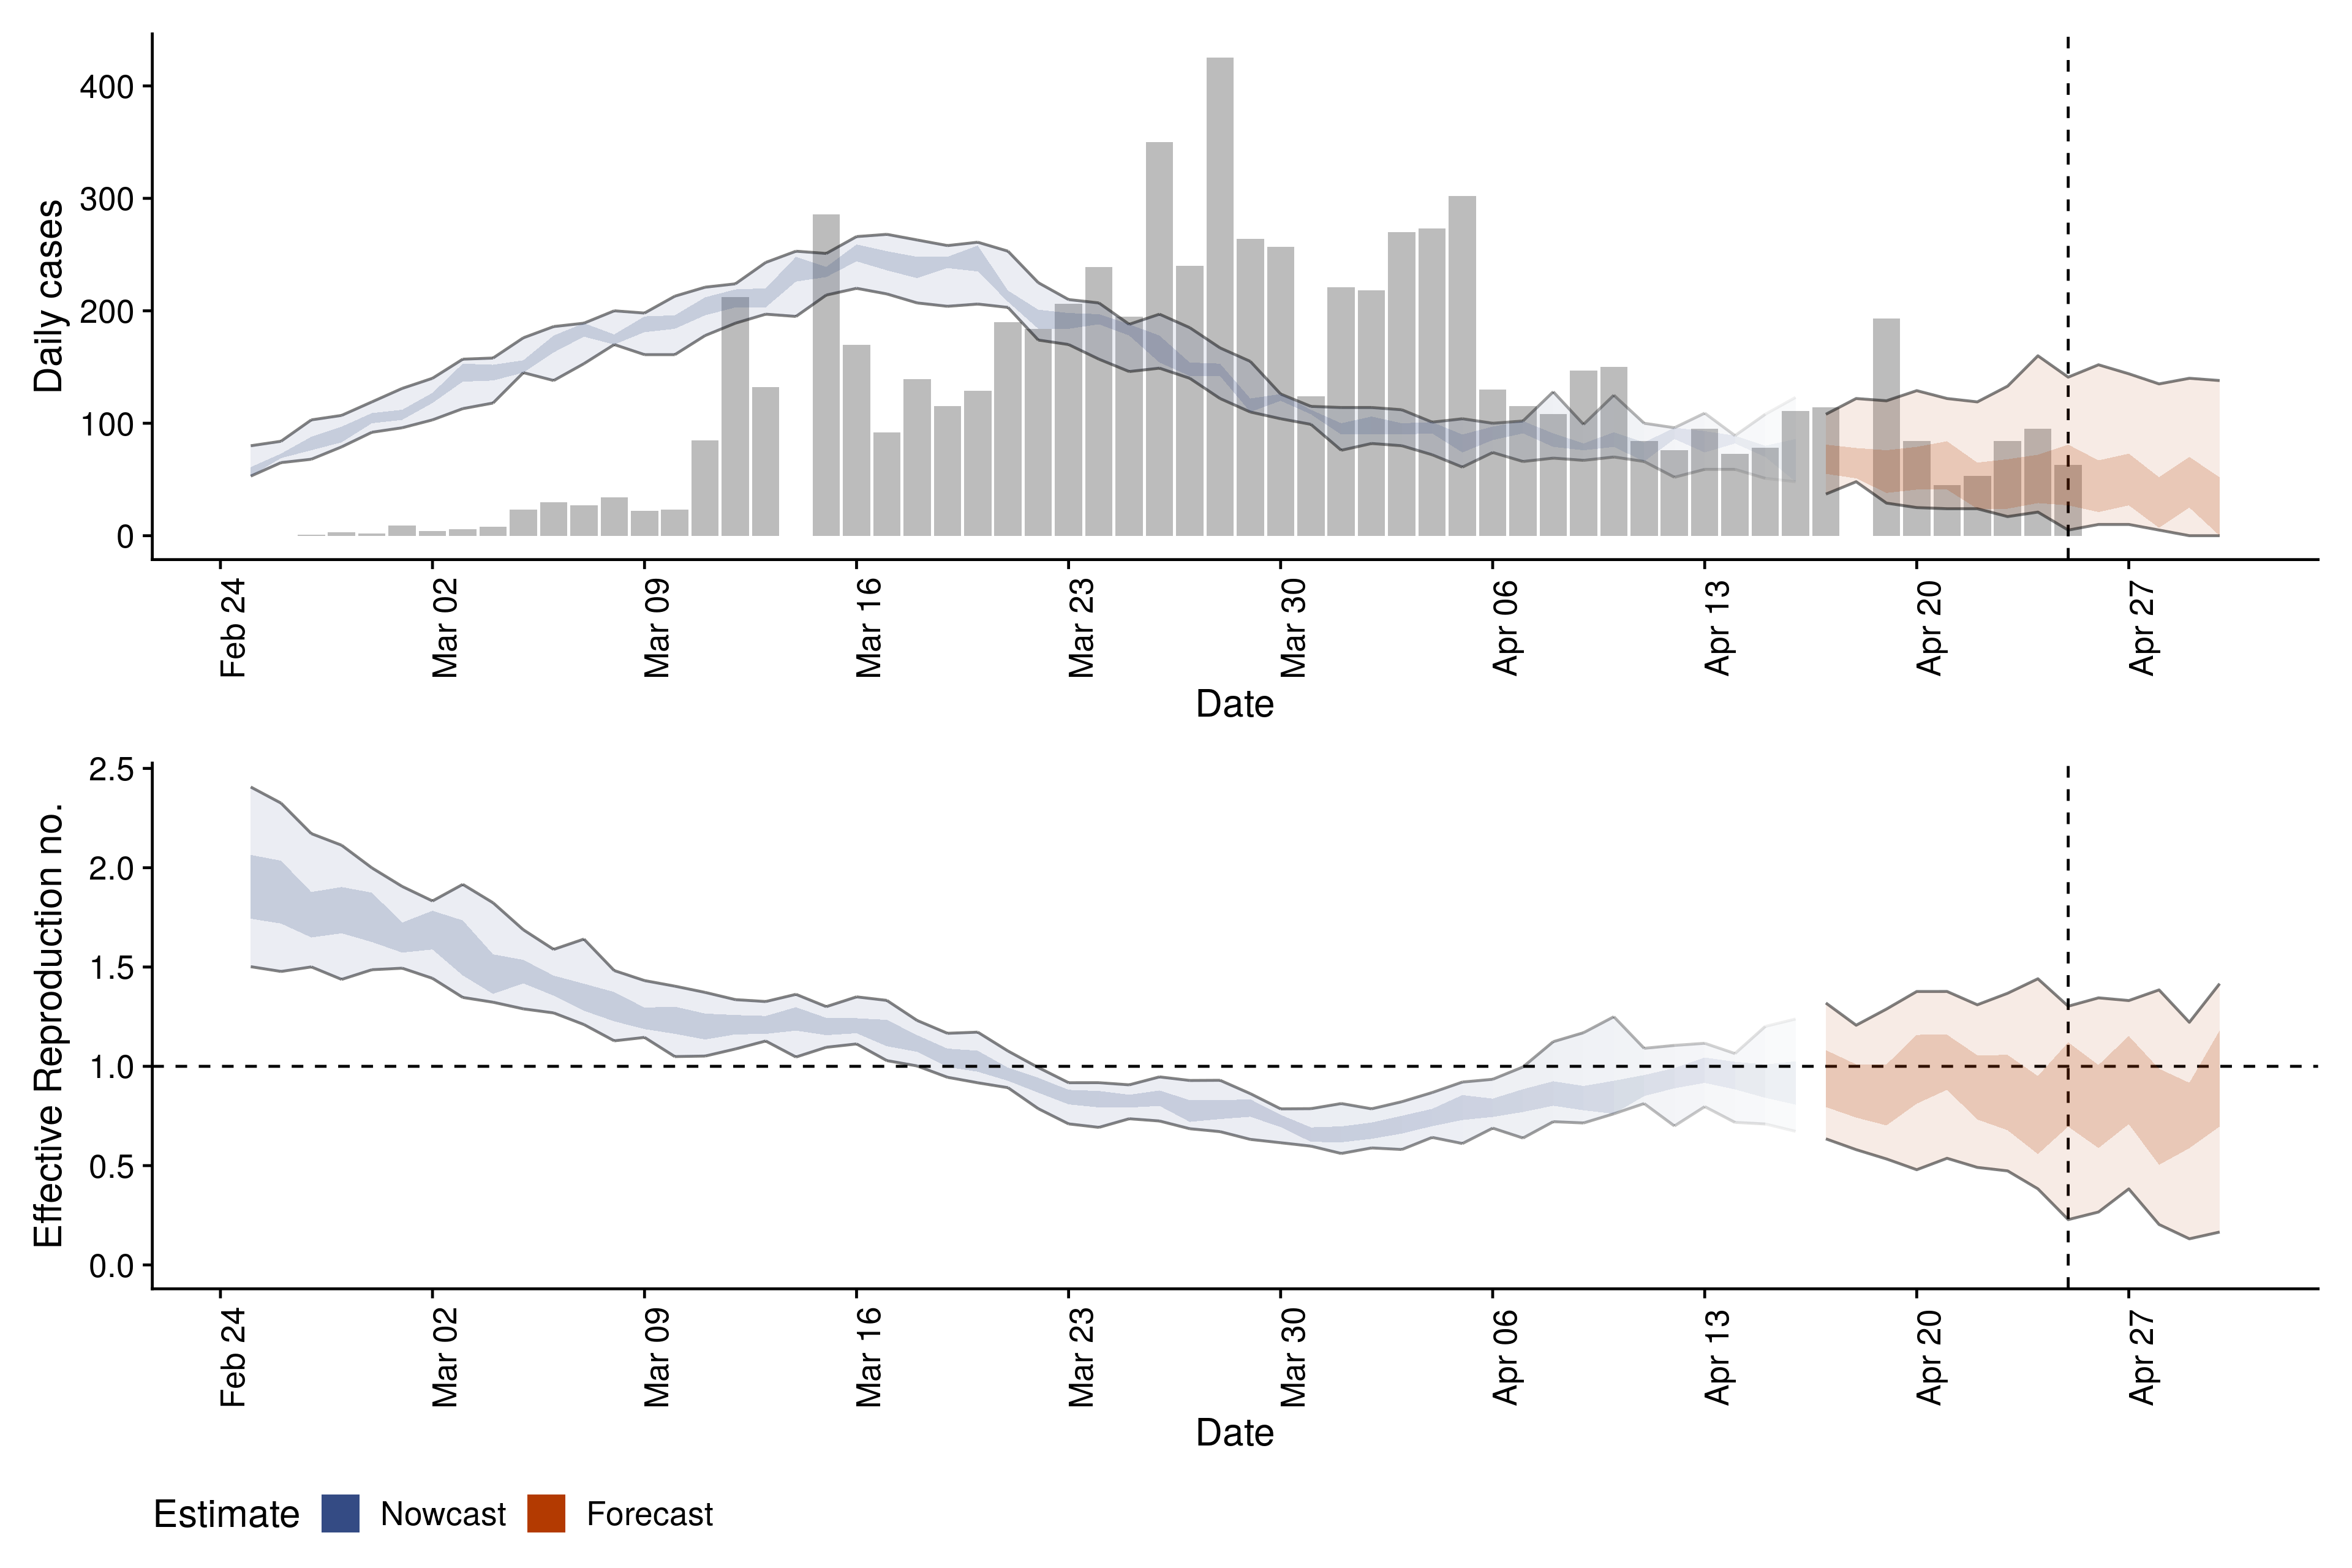 Daily cases
400
300
200
100
0
Feb 24
Mar 02
Mar 09
Mar 16
Mar 23
Mar 30
Apr 06
Apr 13
Apr 20
Apr 27
Date
Effective Reproduction no.
2.5
2.0
1.5
1.0
0.5
0.0
Feb 24
Mar 02
Mar 09
Mar 16
Mar 23
Mar 30
Apr 06
Apr 13
Apr 20
Apr 27
Date
Estimate Nowcast Forecast